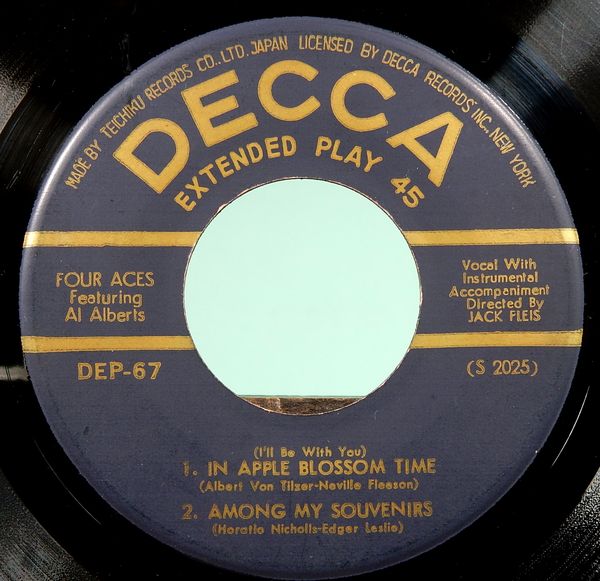 MADE BY TEICHIKU RECORDS CO., LTD. JAPAN LICENSED BY DECCA RECORDS INC., NEW YORK
DECCA
EXTENDED PLAY 45
FOUR ACES
Featuring
Al Alberts
DEP-67
Vocal With
Instrumental
Accompaniment
Directed By
JACK FLEIS
(S 2025)
(I'll Be With You)
1. IN APPLE BLOSSOM TIME
(Albert Von Tilzer-Neville Fleeson)
2. AMONG MY SOUVENIRS
(Horatio Nicholls-Edger Leslie)